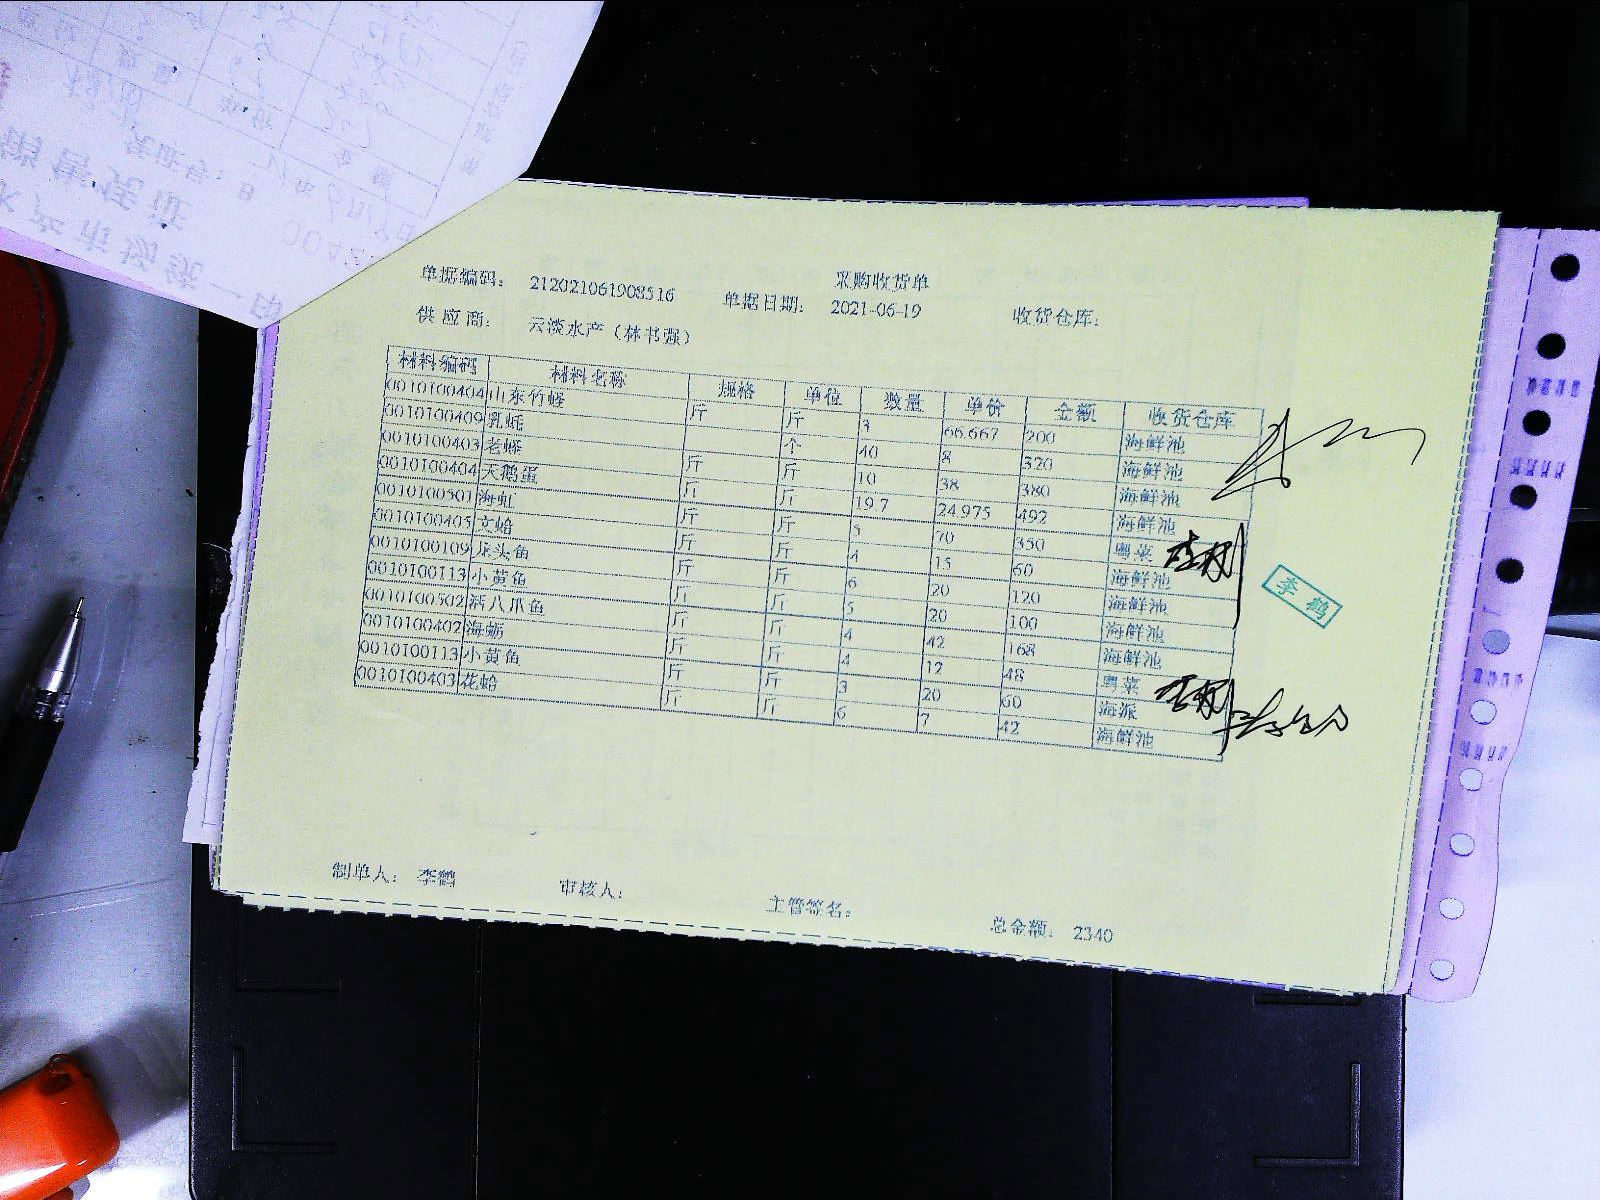 采购收货单
单据编码： 212021061908516 单据日期： 2021-06-19 收货仓库：
供应商： 云淡水产（林书强）
材料编码 材料名称 规格 单位 数量 单价 金额 收货仓库
0010100404 山东竹蛏 斤 斤 3 66.667 200 海鲜池
0010100409 乳蛎 个 40 8 320 海鲜池
0010100403 老蛏 斤 斤 10 38 380 海鲜池
0010100404 天鹅蛋 斤 斤 19.7 24.975 492 海鲜池
0010100501 海虹 斤 斤 5 70 350 粤菜
0010100405 文蛤 斤 斤 4 15 60 海鲜池
0010100109 龙头鱼 斤 斤 6 20 120 海鲜池
0010100113 小黄鱼 斤 斤 5 20 100 海鲜池
0010100502 活八爪鱼 斤 斤 4 42 168 海鲜池
0010100402 海蛎 斤 斤 4 12 48 粤菜
0010100113 小黄鱼 斤 斤 3 20 60 海派
0010100403 花蛤 斤 斤 6 7 42 海鲜池
李鹤
制单人： 李鹤 审核人： 主管签名： 总金额： 2340